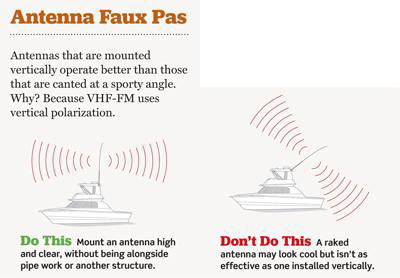 Antenna Faux Pas
Antennas that are mounted
vertically operate better than those
that are canted at a sporty angle.
Why? Because VHF-FM uses
vertical polarization.
Do This Mount an antenna high
and clear, without being alongside
pipe work or another structure.
Don't Do This A raked
antenna may look cool but isn't as
effective as one installed vertically.